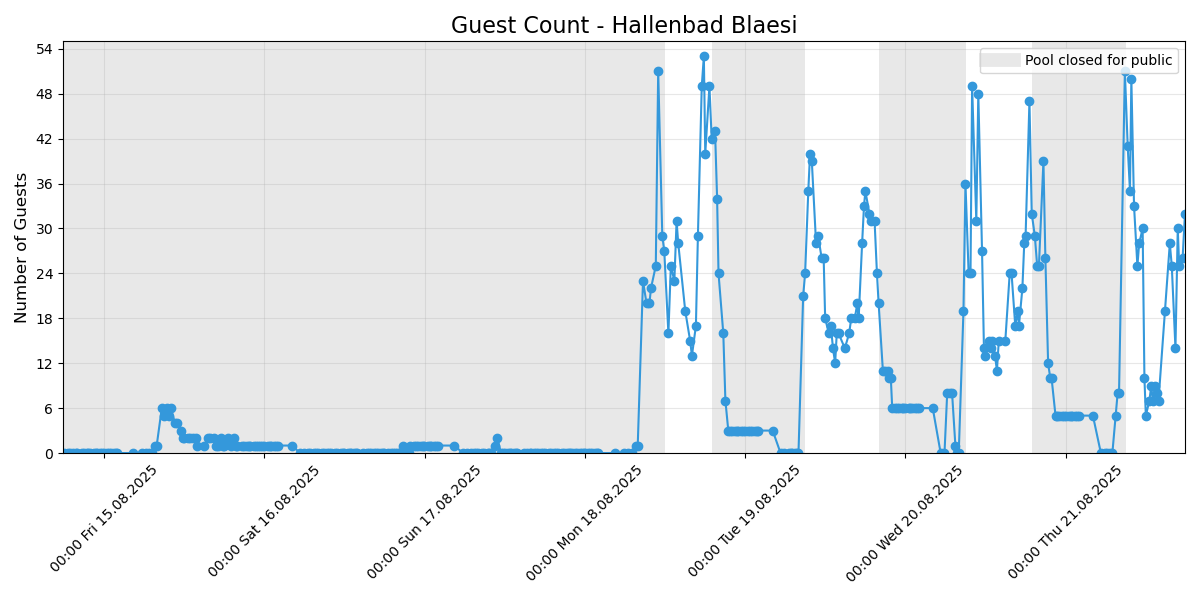 Guest Count - Hallenbad Blaesi
Pool closed for public
Number of Guests
54
48
42
36
30
24
18
12
6
0
00:00 Fri 15.08.2025
00:00 Sat 16.08.2025
00:00 Sun 17.08.2025
00:00 Mon 18.08.2025
00:00 Tue 19.08.2025
00:00 Wed 20.08.2025
00:00 Thu 21.08.2025